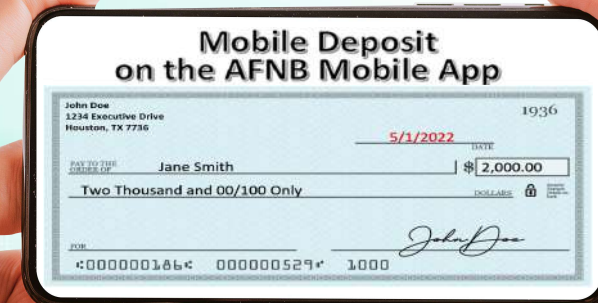 Mobile Deposit
on the AFNB Mobile App
John Doe
1234 Executive Drive
Houston, TX 7736
1936
5/1/2022 DATE
PAY TO THE
ORDER OF Jane Smith $ 2,000.00
Two Thousand and 00/100 Only DOLLARS
FOR John Doe
⑆000000186⑆ 000000529⑈ 1000